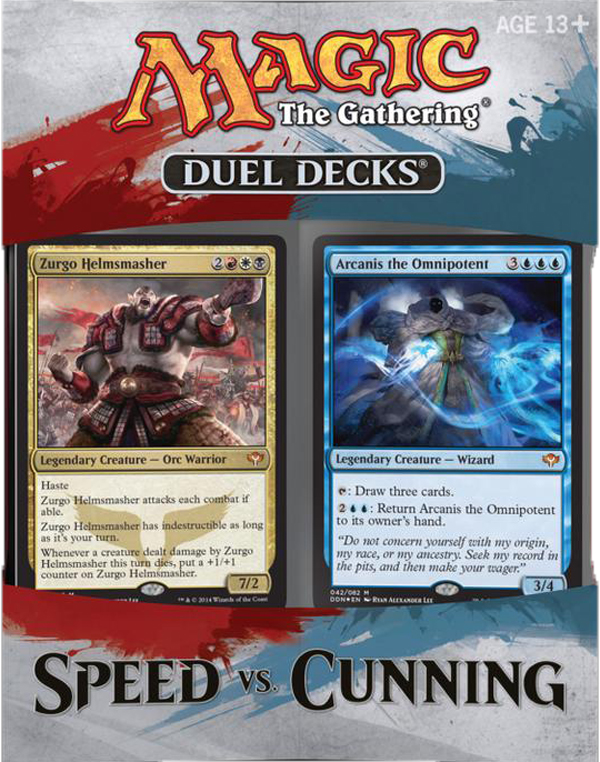 AGE 13+
MAGIC
The Gathering®
DUEL DECKS®
Zurgo Helmsmasher 2
Legendary Creature — Orc Warrior
Haste
Zurgo Helmsmasher attacks each combat if
able.
Zurgo Helmsmasher has indestructible as long
as it's your turn.
Whenever a creature dealt damage by Zurgo
Helmsmasher this turn dies, put a +1/+1
counter on Zurgo Helmsmasher.
7/2
™ & © 2014 Wizards of the Coast
Arcanis the Omnipotent 3
Legendary Creature — Wizard
: Draw three cards.
2 : Return Arcanis the Omnipotent
to its owner's hand.
“Do not concern yourself with my origin,
my race, or my ancestry. Seek my record in
the pits, and then make your wager.”
3/4
042/082 M
DDN EN Ryan Alexander Lee
SPEED VS. CUNNING